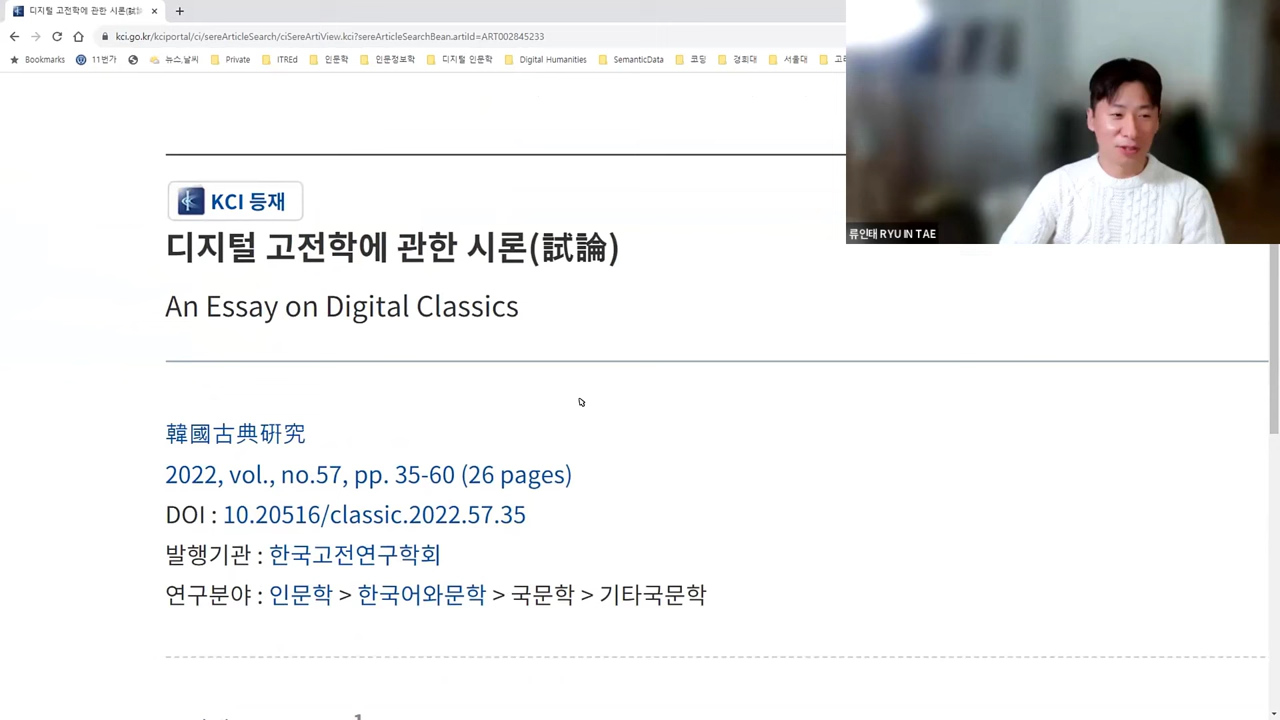 디지털 고전학에 관한 시론(試論
kci.go.kr/kciportal/ci/sereArticleSearch/ciSereArtiView.kci?sereArticleSearchBean.artiId=ART002845233
Bookmarks 11번가 뉴스,날씨 Private ITREd 인문학 인문정보학 디지털 인문학 Digital Humanities SemanticData 코딩 경희대 서울대 고려
류인태 RYU IN TAE
KCI 등재
디지털 고전학에 관한 시론(試論)
An Essay on Digital Classics
韓國古典硏究
2022, vol., no.57, pp. 35-60 (26 pages)
DOI : 10.20516/classic.2022.57.35
발행기관 : 한국고전연구학회
연구분야 : 인문학 > 한국어와문학 > 국문학 > 기타국문학